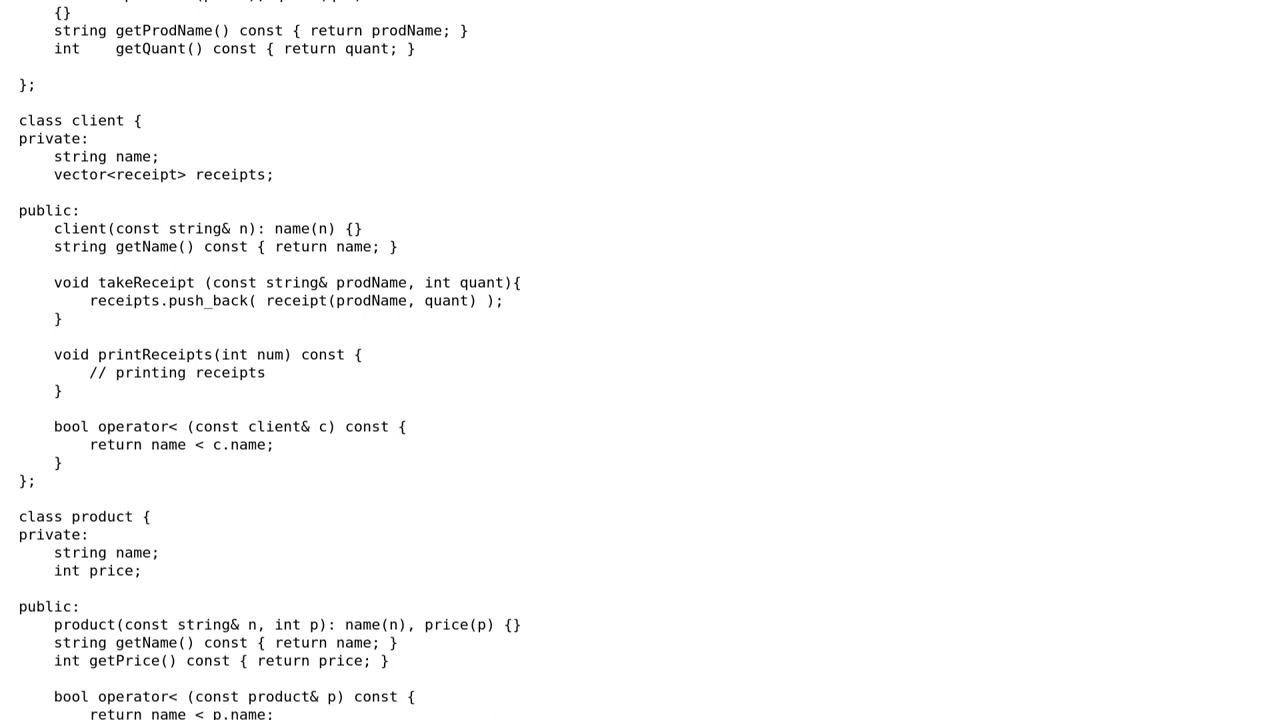 {}
string getProdName() const { return prodName; }
int    getQuant() const { return quant; }
};
class client {
private:
string name;
vector<receipt> receipts;
public:
client(const string& n): name(n) {}
string getName() const { return name; }
void takeReceipt (const string& prodName, int quant){
receipts.push_back( receipt(prodName, quant) );
}
void printReceipts(int num) const {
// printing receipts
}
bool operator< (const client& c) const {
return name < c.name;
}
};
class product {
private:
string name;
int price;
public:
product(const string& n, int p): name(n), price(p) {}
string getName() const { return name; }
int getPrice() const { return price; }
bool operator< (const product& p) const {
return name < p.name;